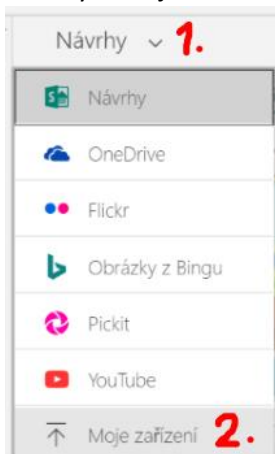 Návrhy 1.
Návrhy
OneDrive
Flickr
Obrázky z Bingu
Pickit
YouTube
Moje zařízení 2.